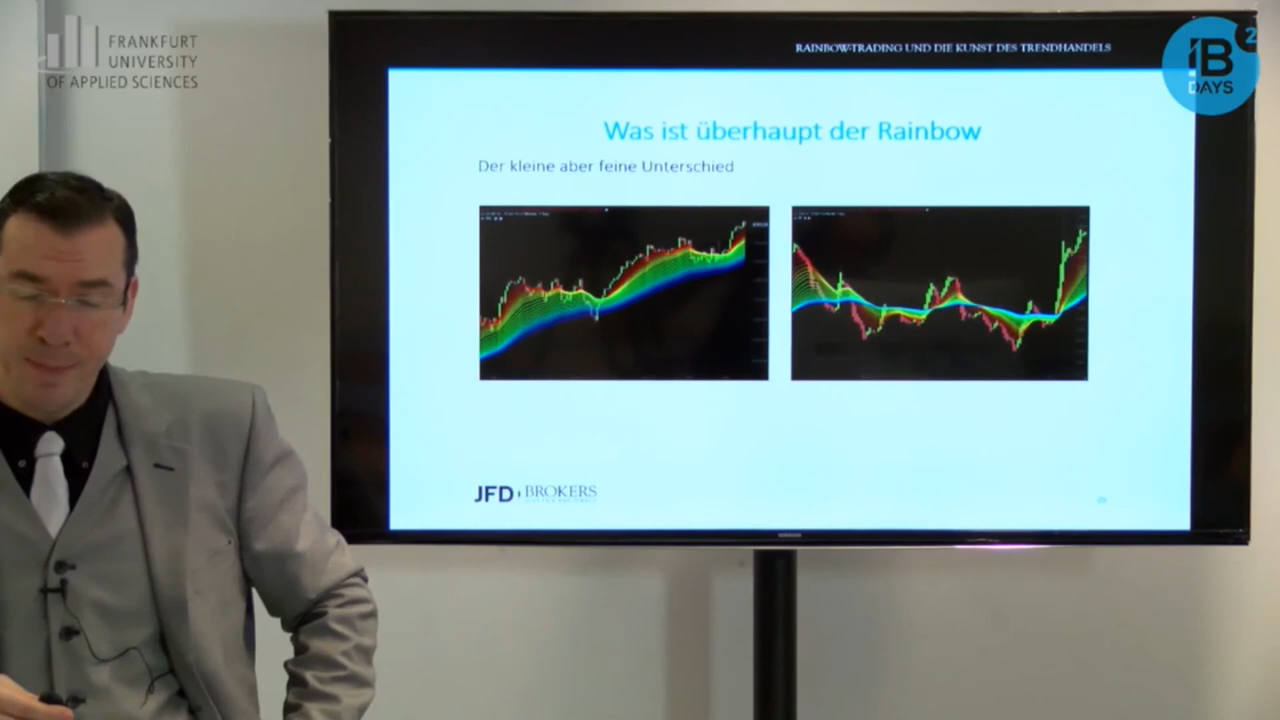 FRANKFURT
UNIVERSITY
OF APPLIED SCIENCES
RAINBOW-TRADING UND DIE KUNST DES TRENDHANDELS
1B 2
DAYS
Was ist überhaupt der Rainbow
Der kleine aber feine Unterschied
JFD BROKERS